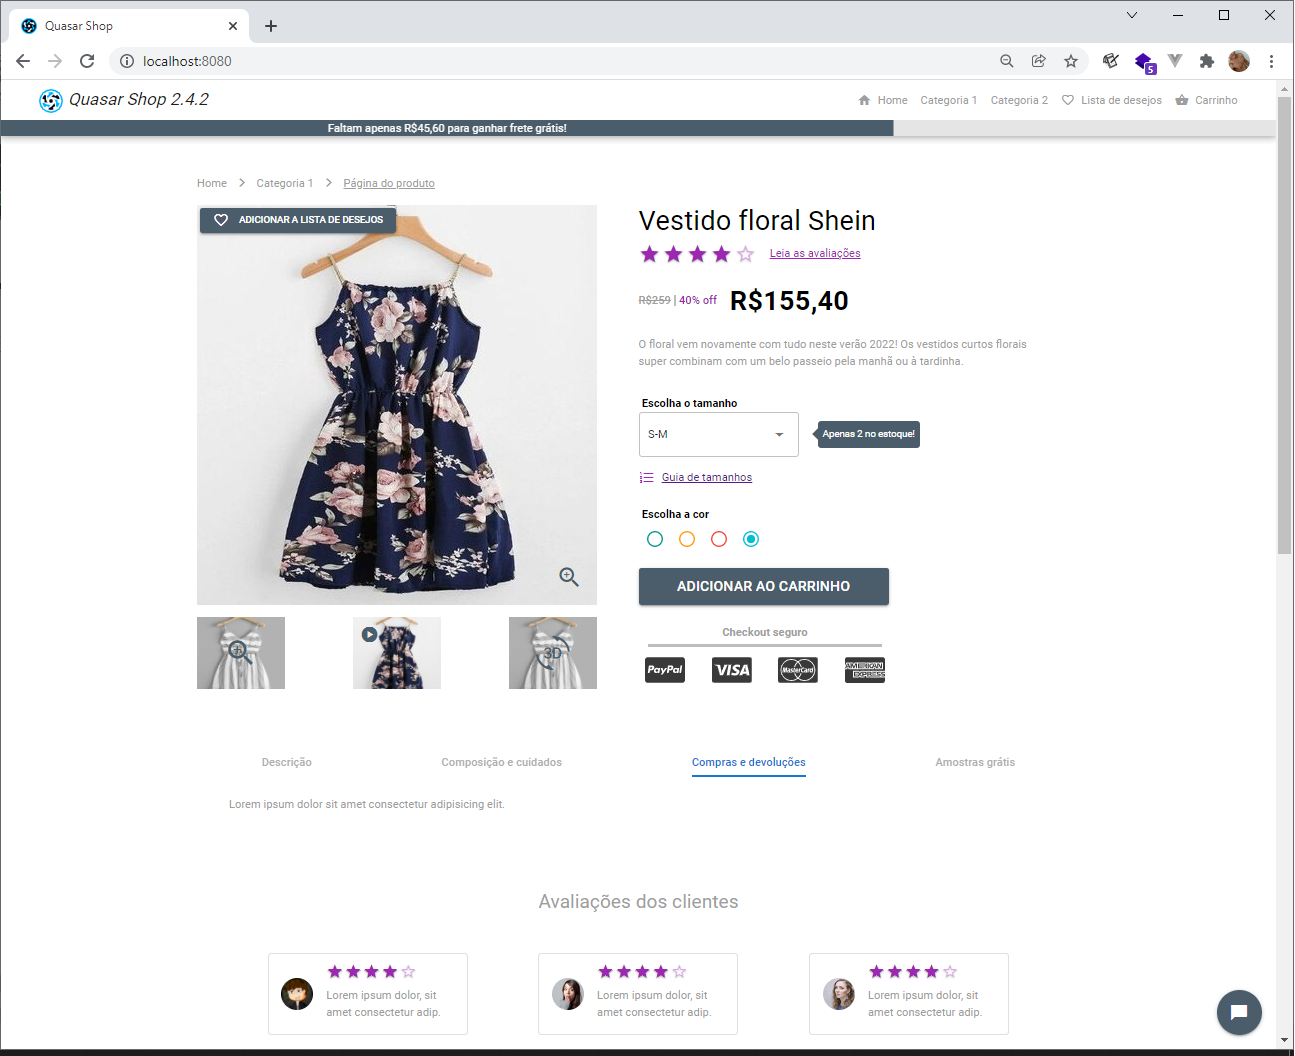 Quasar Shop
localhost:8080
5
Quasar Shop 2.4.2
Home Categoria 1 Categoria 2 Lista de desejos Carrinho
Faltam apenas R$45,60 para ganhar frete grátis!
Home > Categoria 1 > Página do produto
ADICIONAR A LISTA DE DESEJOS
Vestido floral Shein
Leia as avaliações
R$259 | 40% off R$155,40
O floral vem novamente com tudo neste verão 2022! Os vestidos curtos florais
super combinam com um belo passeio pela manhã ou à tardinha.
Escolha o tamanho
S-M
Apenas 2 no estoque!
Guia de tamanhos
Escolha a cor
ADICIONAR AO CARRINHO
Checkout seguro
PayPal VISA MasterCard AMERICAN EXPRESS
3D
Descrição Composição e cuidados Compras e devoluções Amostras grátis
Lorem ipsum dolor sit amet consectetur adipisicing elit.
Avaliações dos clientes
Lorem ipsum dolor, sit
amet consectetur adip.
Lorem ipsum dolor, sit
amet consectetur adip.
Lorem ipsum dolor, sit
amet consectetur adip.